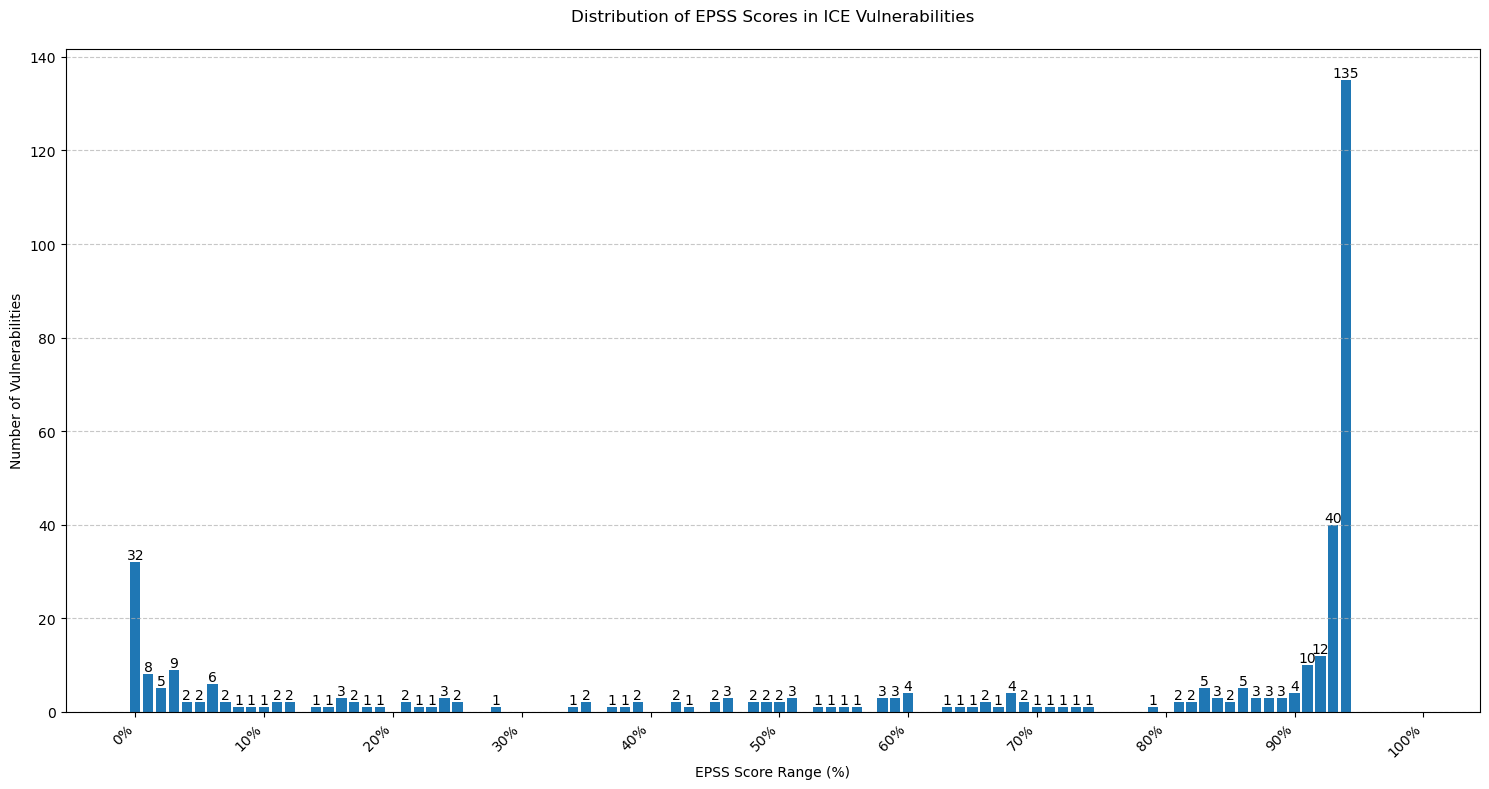 Distribution of EPSS Scores in ICE Vulnerabilities
140
120
100
80
60
40
20
0
Number of Vulnerabilities
32 8 5 9 2 2 6 2 1 1 1 2 2 1 1 3 2 1 1 2 1 1 3 2 1 1 2 1 1 2 2 1 2 3 2 2 2 3 1 1 1 1 3 3 4 1 1 1 2 1 4 2 1 1 1 1 1 1 2 2 5 3 2 5 3 3 3 4 10 12 40 135
0% 10% 20% 30% 40% 50% 60% 70% 80% 90% 100%
EPSS Score Range (%)